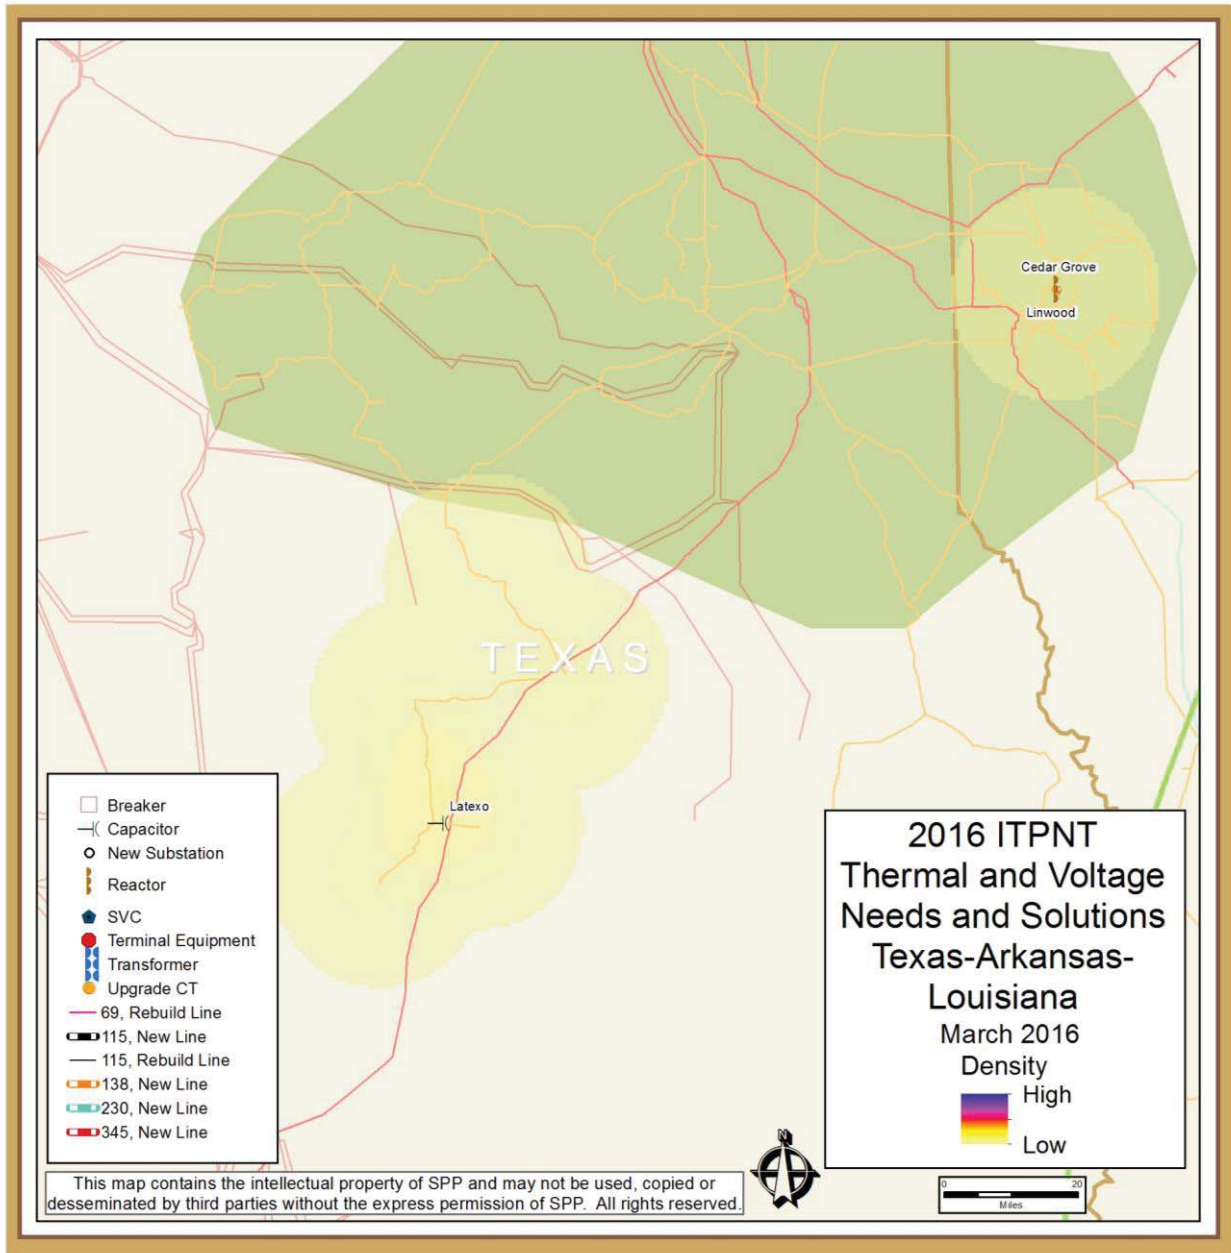 Cedar Grove
Linwood
TEXAS
Latexo
Breaker
Capacitor
New Substation
Reactor
SVC
Terminal Equipment
Transformer
Upgrade CT
69, Rebuild Line
115, New Line
115, Rebuild Line
138, New Line
230, New Line
345, New Line
2016 ITPNT
Thermal and Voltage
Needs and Solutions
Texas-Arkansas-
Louisiana
March 2016
Density
High
Low
This map contains the intellectual property of SPP and may not be used, copied or
desseminated by third parties without the express permission of SPP. All rights reserved.
N
0 20
Miles